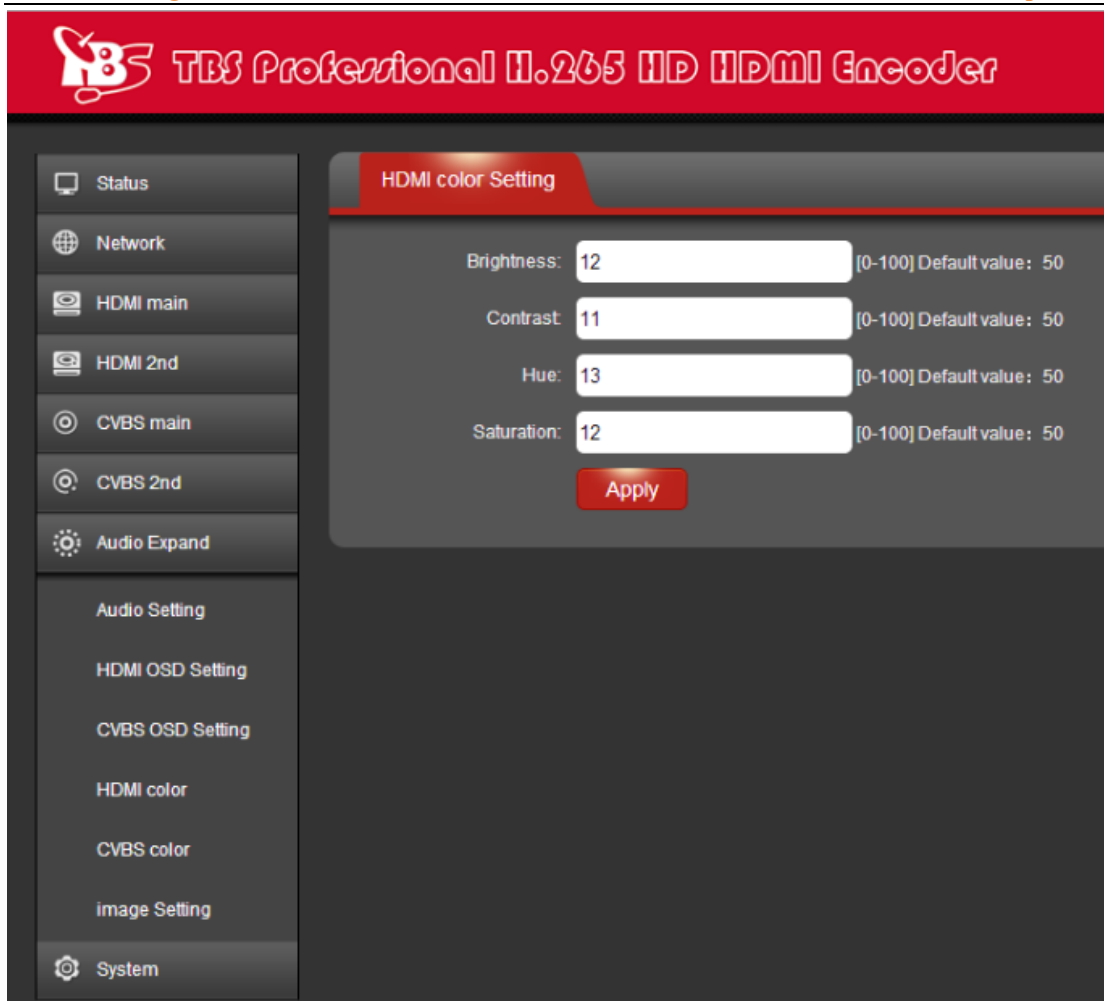 TBS TBS Professional H.265 HD HDMI Encoder
Status
Network
HDMI main
HDMI 2nd
CVBS main
CVBS 2nd
Audio Expand
Audio Setting
HDMI OSD Setting
CVBS OSD Setting
HDMI color
CVBS color
image Setting
System
HDMI color Setting
Brightness: 12 [0-100] Default value：50
Contrast: 11 [0-100] Default value：50
Hue: 13 [0-100] Default value：50
Saturation: 12 [0-100] Default value：50
Apply